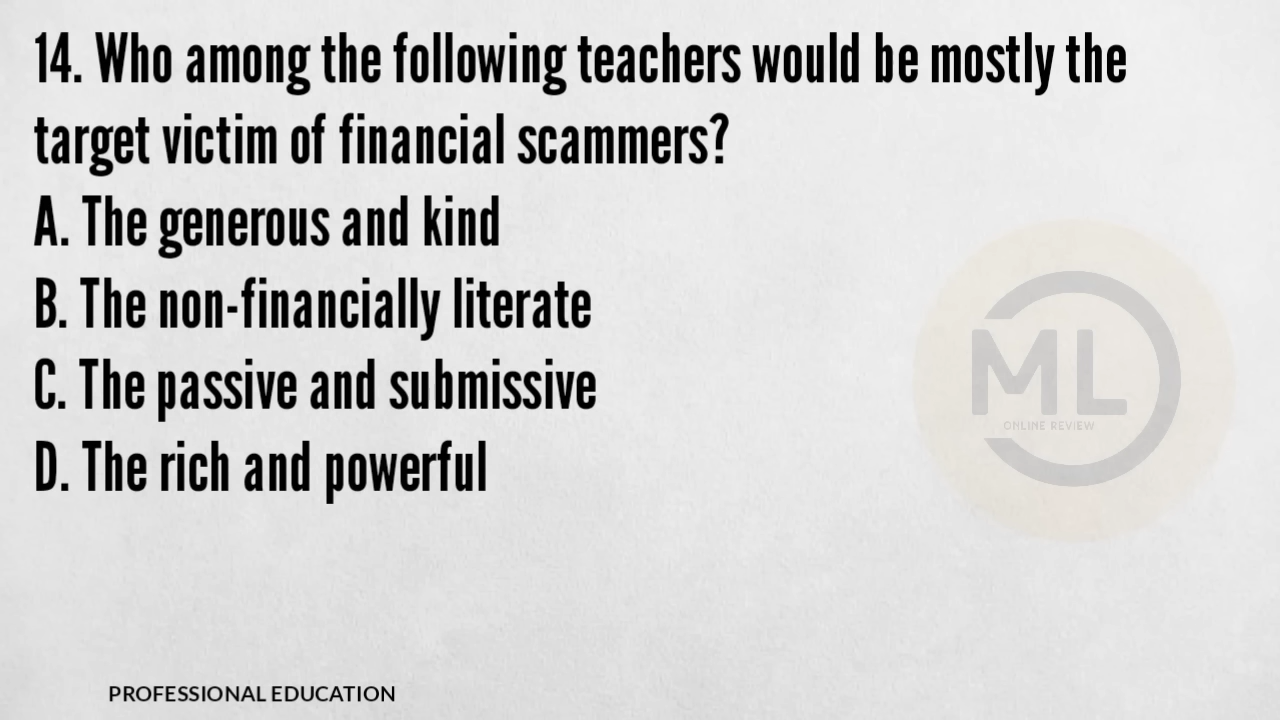 14. Who among the following teachers would be mostly the
target victim of financial scammers?
A. The generous and kind
B. The non-financially literate
C. The passive and submissive
D. The rich and powerful
ML
ONLINE REVIEW
PROFESSIONAL EDUCATION